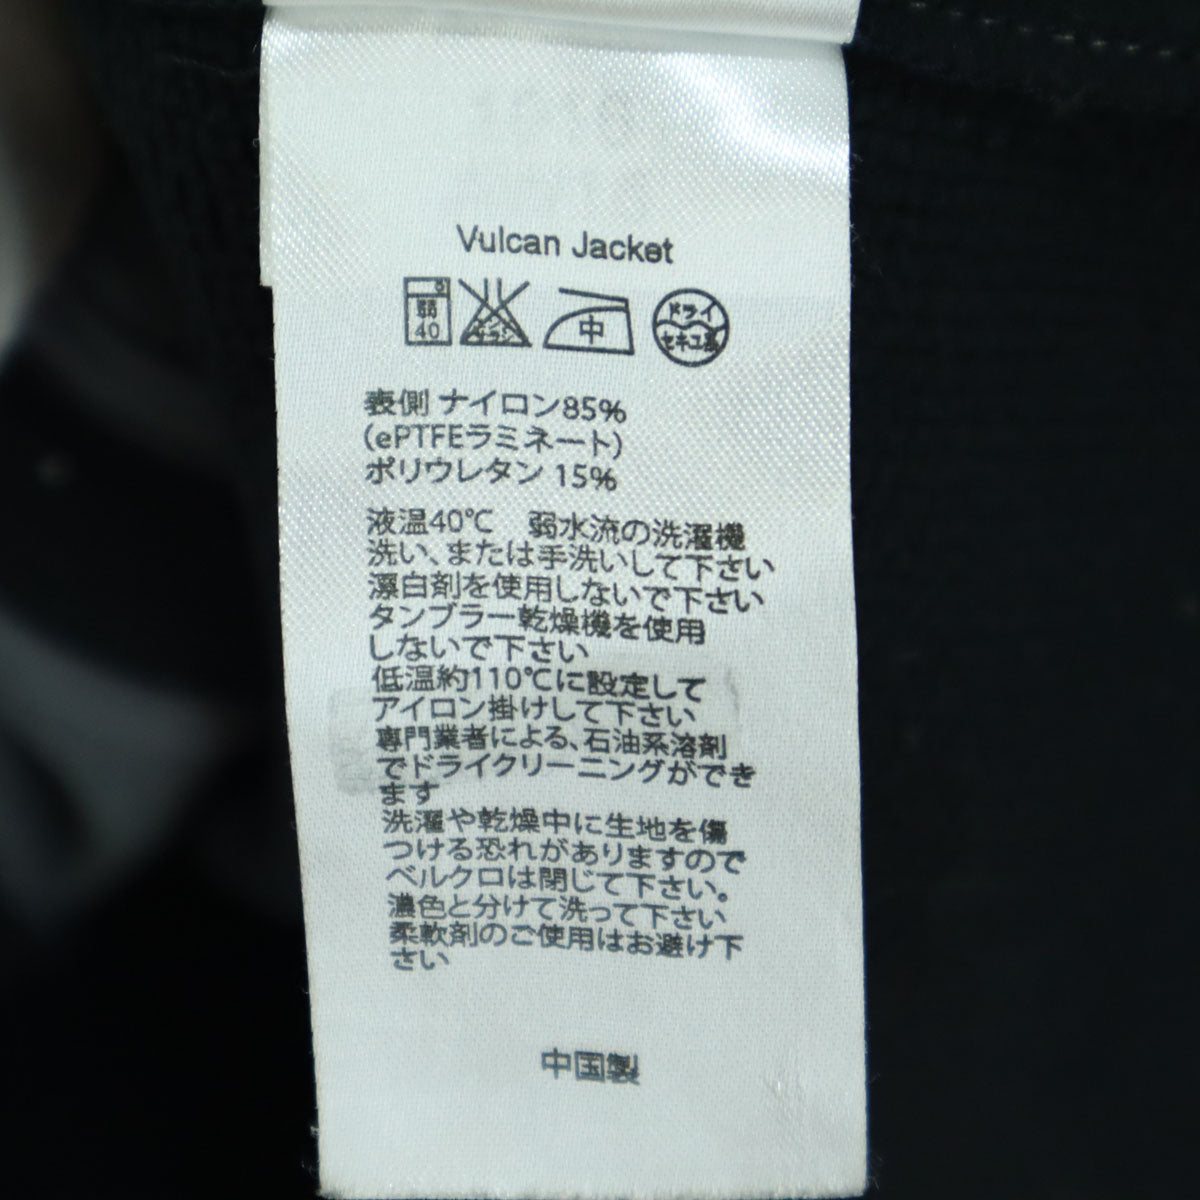 Vulcan Jacket
弱
40
エンソ
サラシ
中
ドライ
セキユ系
表側 ナイロン85%
(ePTFEラミネート)
ポリウレタン 15%
液温40℃ 弱水流の洗濯機
洗い、または手洗いして下さい
漂白剤を使用しないで下さい
タンブラー乾燥機を使用
しないで下さい
低温約110℃に設定して
アイロン掛けして下さい
専門業者による、石油系溶剤
でドライクリーニングができ
ます
洗濯や乾燥中に生地を傷
つける恐れがありますので
ベルクロは閉じて下さい。
濃色と分けて洗って下さい
柔軟剤のご使用はお避け下
さい
中国製